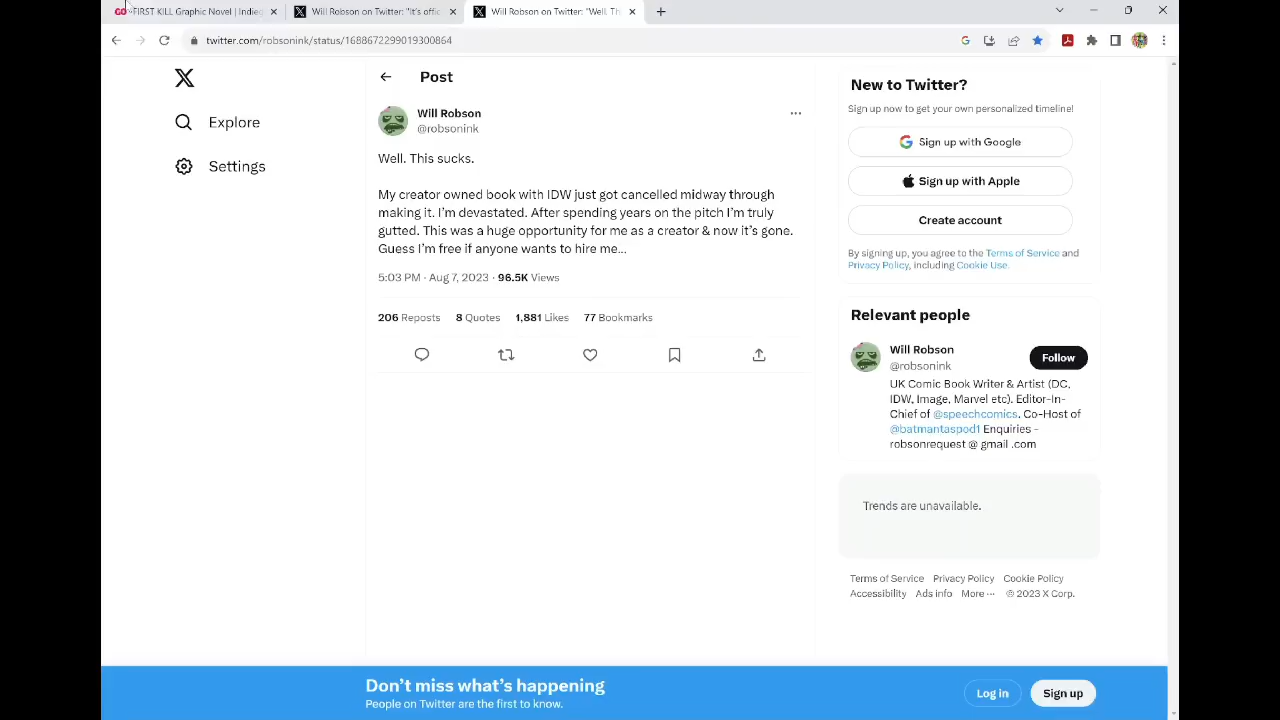 FIRST KILL Graphic Novel | Indieg
Will Robson on Twitter: "It's offic
Will Robson on Twitter: "Well. Th
twitter.com/robsonink/status/1688672299019300864
Post
Explore
Settings
Will Robson
@robsonink
Well. This sucks.
My creator owned book with IDW just got cancelled midway through
making it. I'm devastated. After spending years on the pitch I'm truly
gutted. This was a huge opportunity for me as a creator & now it's gone.
Guess I'm free if anyone wants to hire me...
5:03 PM · Aug 7, 2023 · 96.5K Views
206 Reposts 8 Quotes 1,881 Likes 77 Bookmarks
New to Twitter?
Sign up now to get your own personalized timeline!
Sign up with Google
Sign up with Apple
Create account
By signing up, you agree to the Terms of Service and
Privacy Policy, including Cookie Use.
Relevant people
Will Robson
@robsonink
Follow
UK Comic Book Writer & Artist (DC,
IDW, Image, Marvel etc). Editor-In-
Chief of @speechcomics. Co-Host of
@batmantaspod1 Enquiries -
robsonrequest @ gmail .com
Trends are unavailable.
Terms of Service Privacy Policy Cookie Policy
Accessibility Ads info More ··· © 2023 X Corp.
Don't miss what's happening
People on Twitter are the first to know.
Log in
Sign up